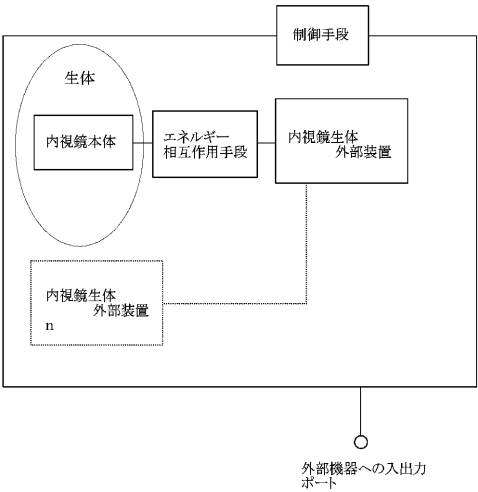 制御手段
生体
内視鏡本体
エネルギー
相互作用手段
内視鏡生体
外部装置
内視鏡生体
外部装置
n
外部機器への入出力
ポート